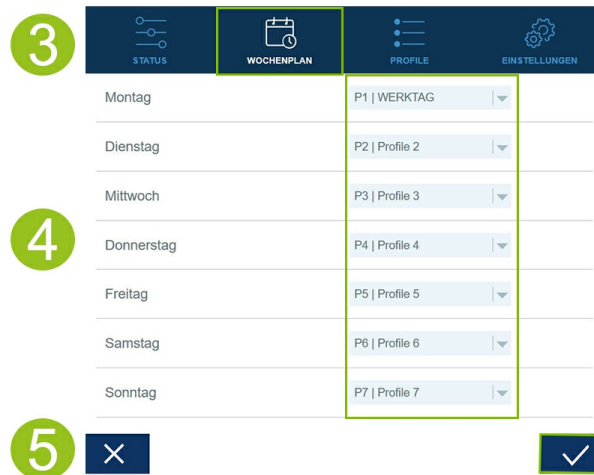 3
STATUS WOCHENPLAN PROFILE EINSTELLUNGEN
Montag P1 | WERKTAG
Dienstag P2 | Profile 2
Mittwoch P3 | Profile 3
4
Donnerstag P4 | Profile 4
Freitag P5 | Profile 5
Samstag P6 | Profile 6
Sonntag P7 | Profile 7
5